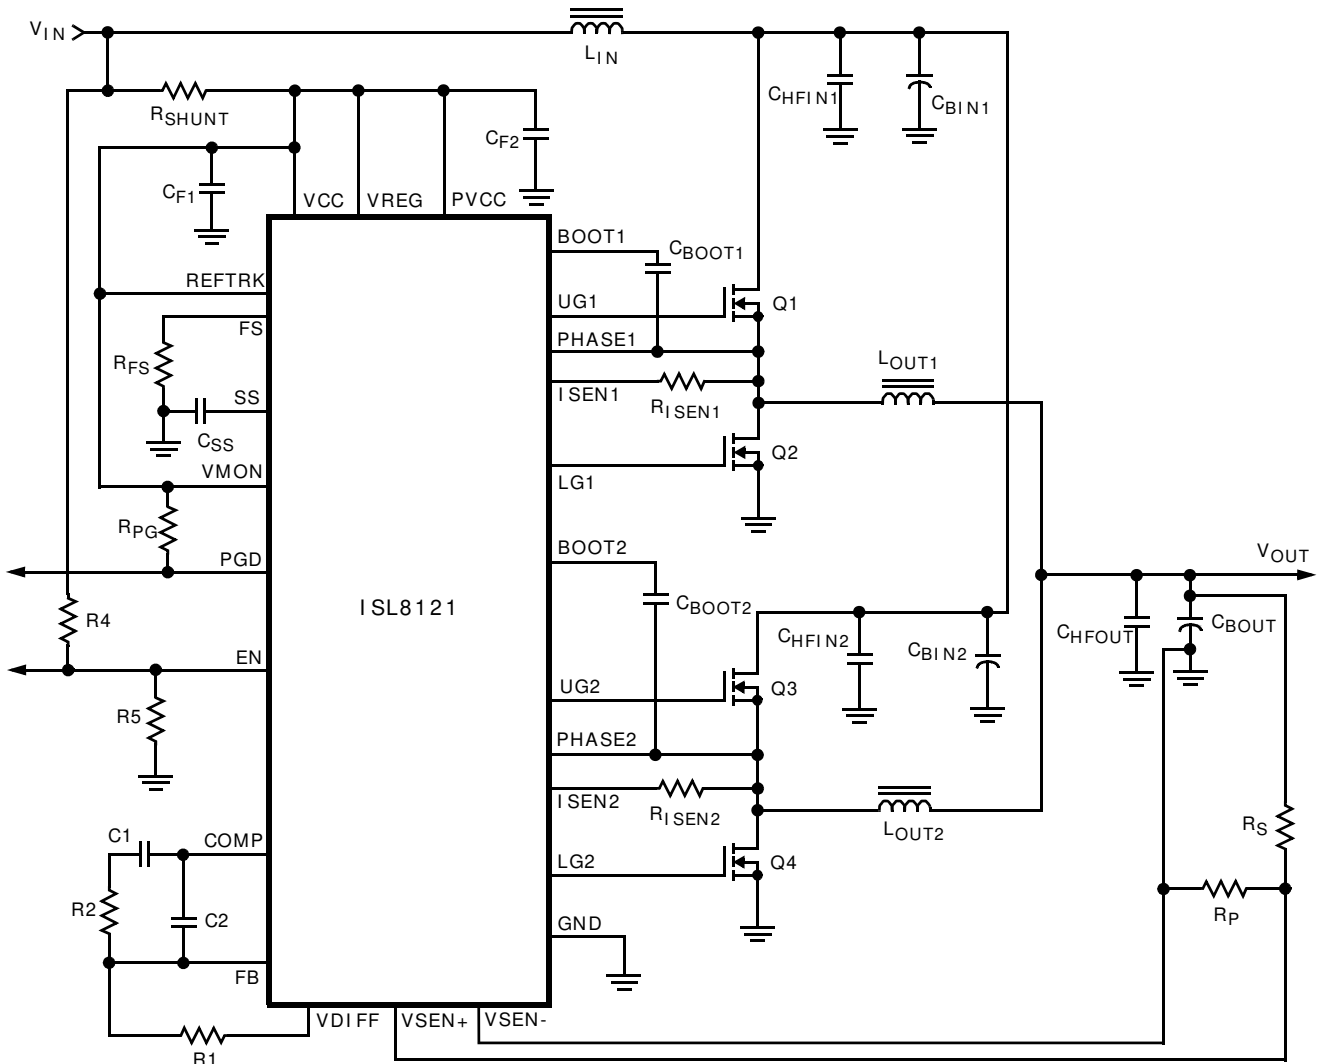 VIN
LIN
RSHUNT
CHFIN1
CBIN1
CF2
CF1
VCC
VREG
PVCC
BOOT1
CBOOT1
REFTRK
UG1
Q1
FS
PHASE1
RFS
LOUT1
ISEN1
RISEN1
SS
CSS
Q2
VMON
LG1
RPG
PGD
BOOT2
VOUT
ISL8121
CBOOT2
R4
CHFIN2
CBIN2
CHFOUT
CBOUT
EN
UG2
Q3
R5
PHASE2
ISEN2
RISEN2
LOUT2
RS
C1
COMP
LG2
Q4
R2
C2
RP
GND
FB
VDIFF
VSEN+
VSEN-
R1